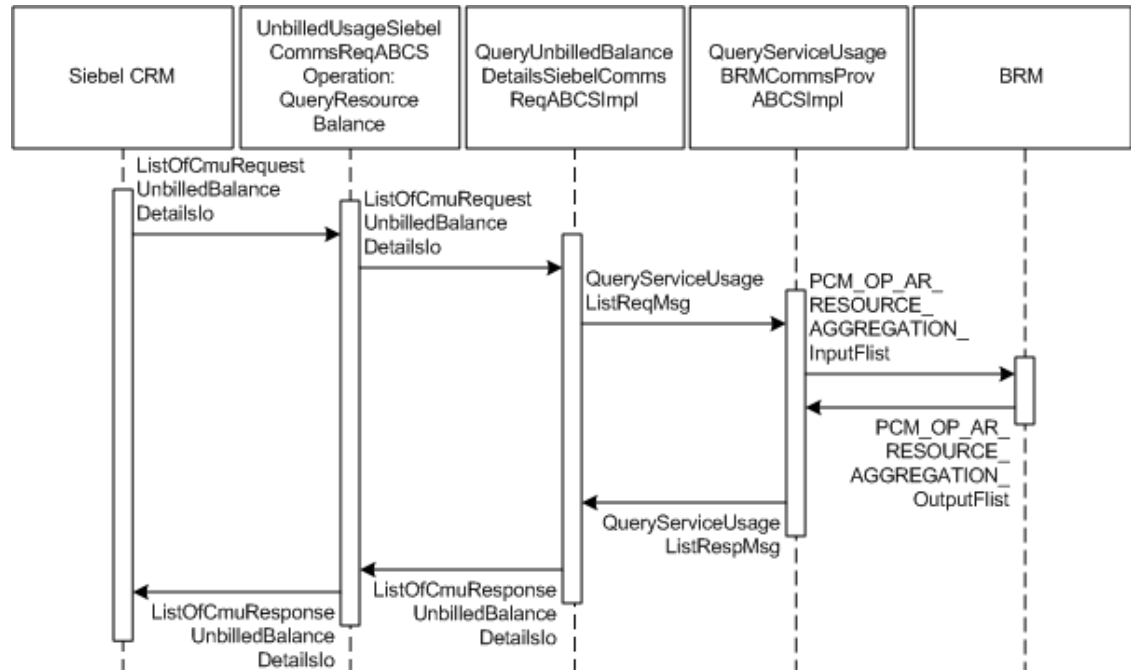 Siebel CRM
UnbilledUsageSiebel
CommsReqABCS
Operation:
QueryResource
Balance
QueryUnbilledBalance
DetailsSiebelComms
ReqABCSImpl
QueryServiceUsage
BRMCommsProv
ABCSImpl
BRM
ListOfCmuRequest
UnbilledBalance
DetailsIo
ListOfCmuRequest
UnbilledBalance
DetailsIo
QueryServiceUsage
ListReqMsg
PCM_OP_AR_
RESOURCE_
AGGREGATION_
InputFlist
PCM_OP_AR_
RESOURCE_
AGGREGATION_
OutputFlist
QueryServiceUsage
ListRespMsg
ListOfCmuResponse
UnbilledBalance
DetailsIo
ListOfCmuResponse
UnbilledBalance
DetailsIo